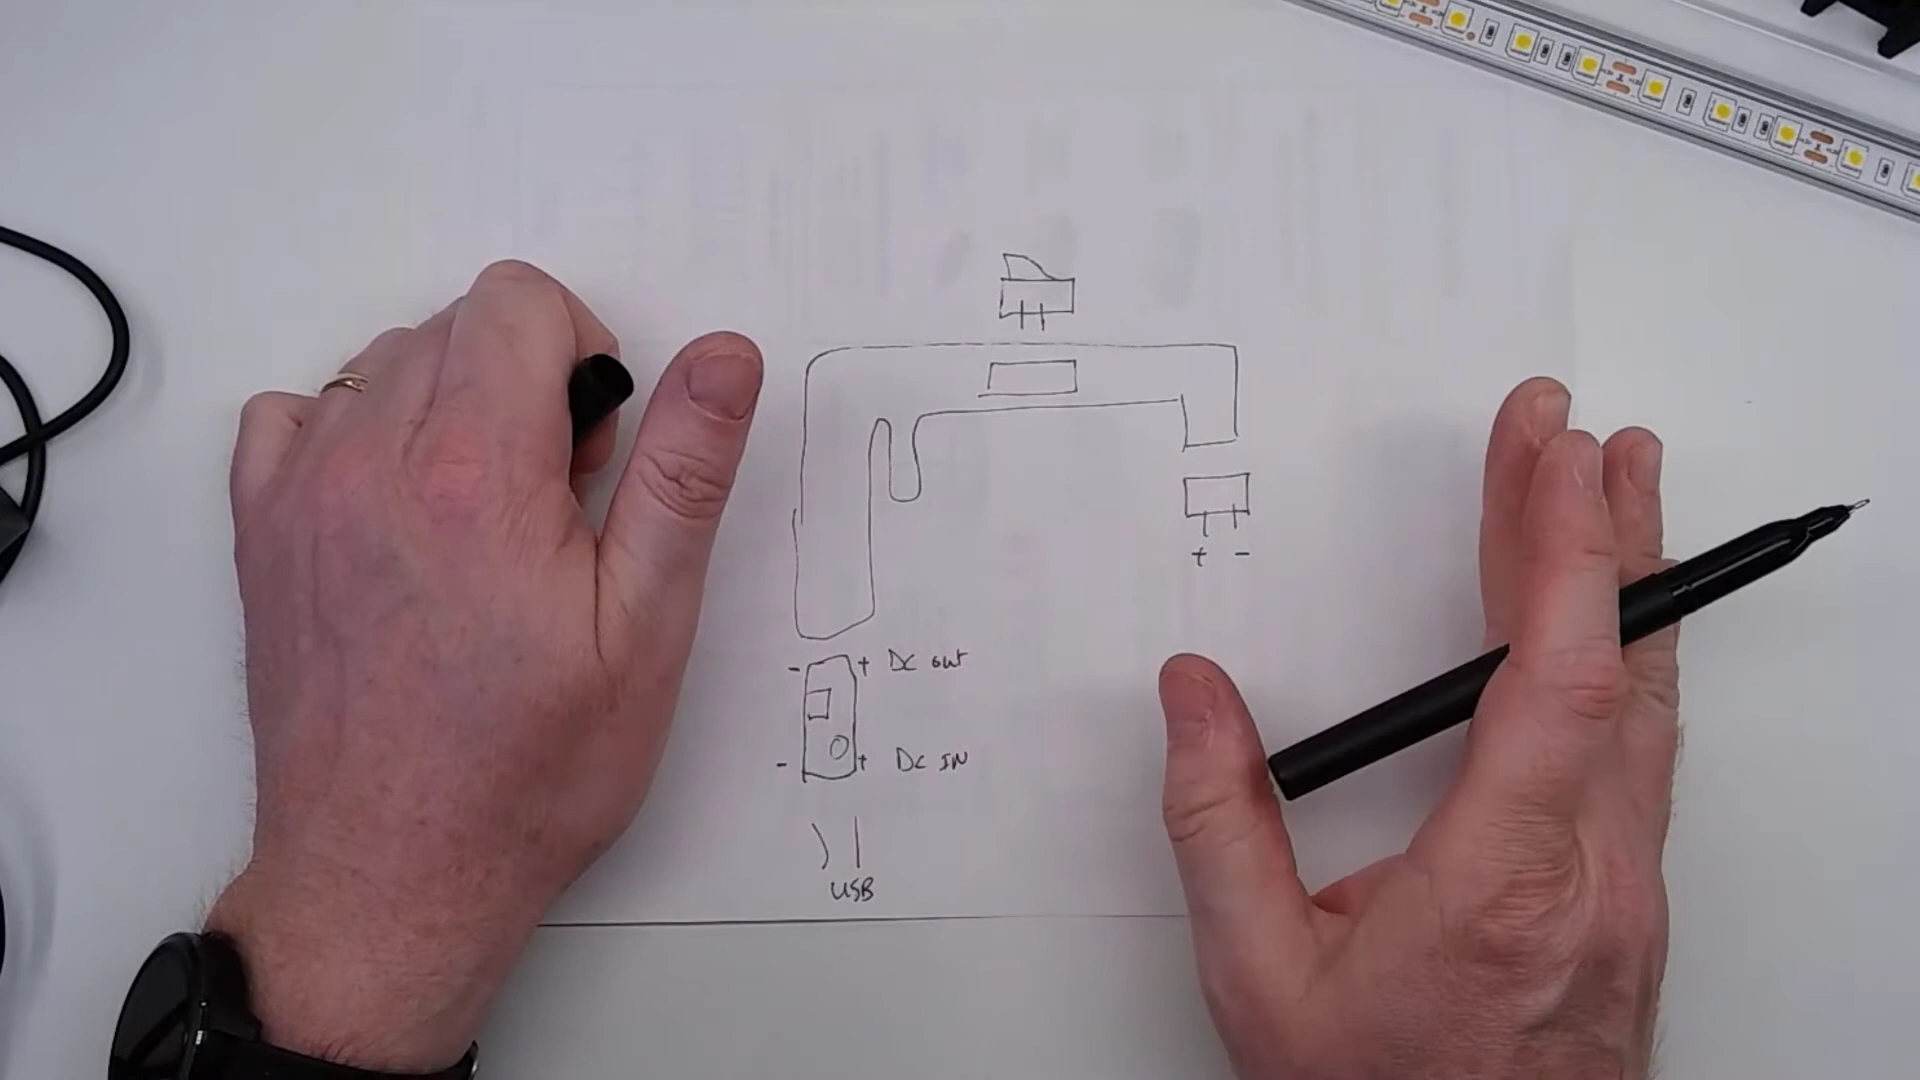 + -
- + DC out
- + DC IN
USB